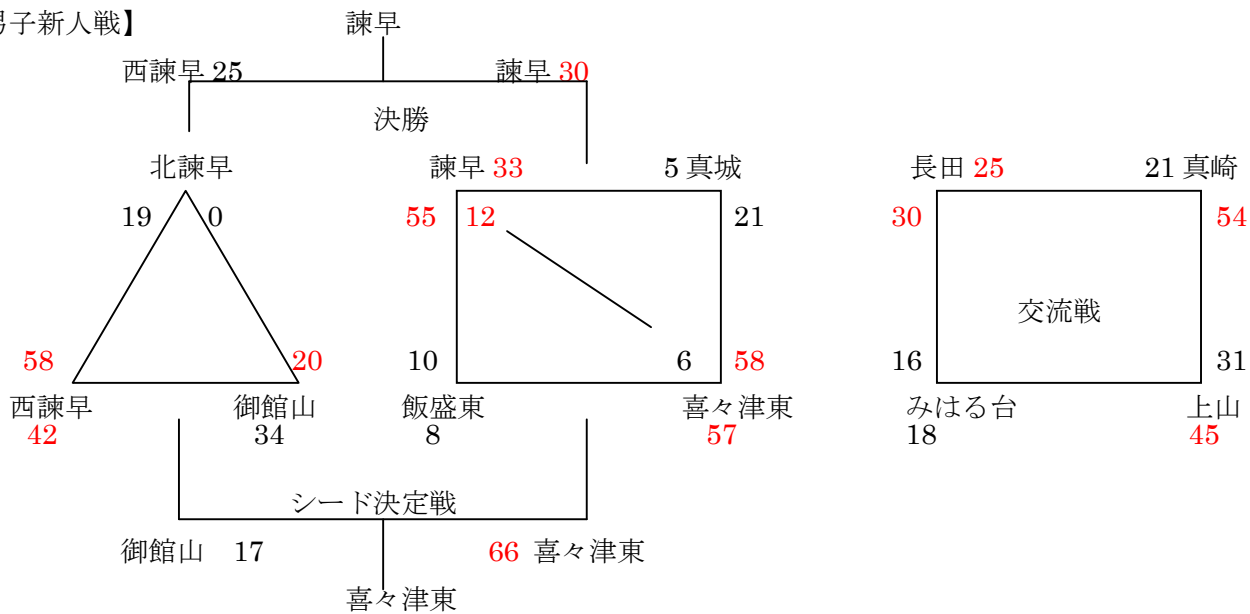 男子新人戦】
諫早
西諫早 25 諫早 30
決勝
北諫早 諫早 33 5 真城 長田 25 21 真崎
19 0 55 12 21 30 54
交流戦
58 20 10 6 58 16 31
西諫早 御館山 飯盛東 喜々津東 みはる台 上山
42 34 8 57 18 45
シード決定戦
御館山 17 66 喜々津東
喜々津東